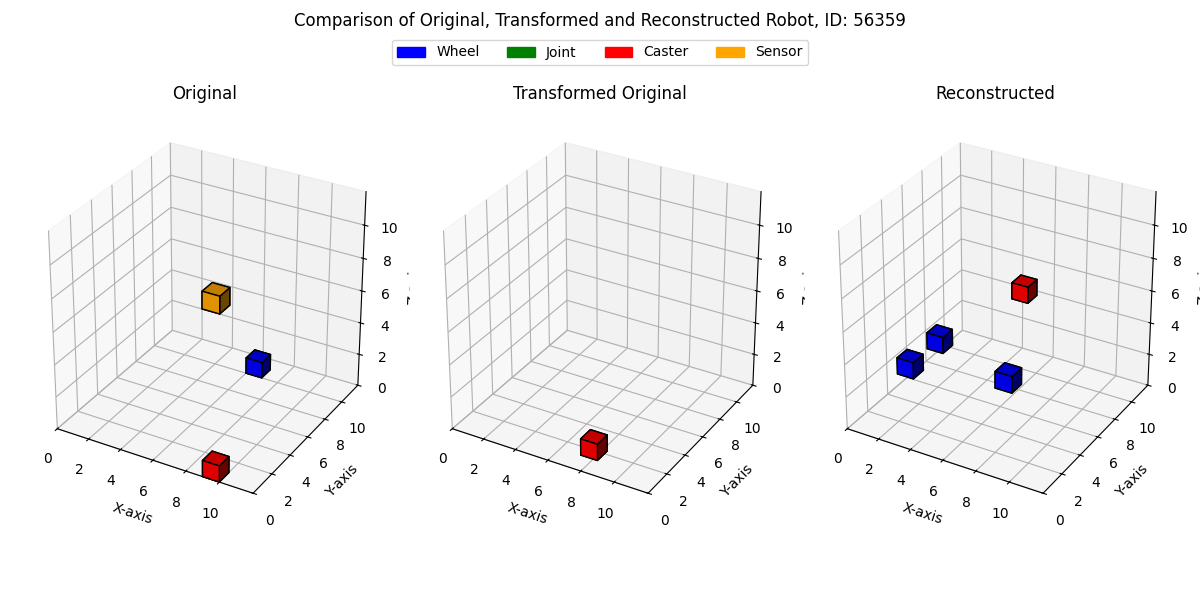 Comparison of Original, Transformed and Reconstructed Robot, ID: 56359
Wheel Joint Caster Sensor
Original
Transformed Original
Reconstructed
0 2 4 6 8 10
X-axis
0 2 4 6 8 10
Y-axis
0 2 4 6 8 10
0 2 4 6 8 10
X-axis
0 2 4 6 8 10
Y-axis
0 2 4 6 8 10
0 2 4 6 8 10
X-axis
0 2 4 6 8 10
Y-axis
0 2 4 6 8 10